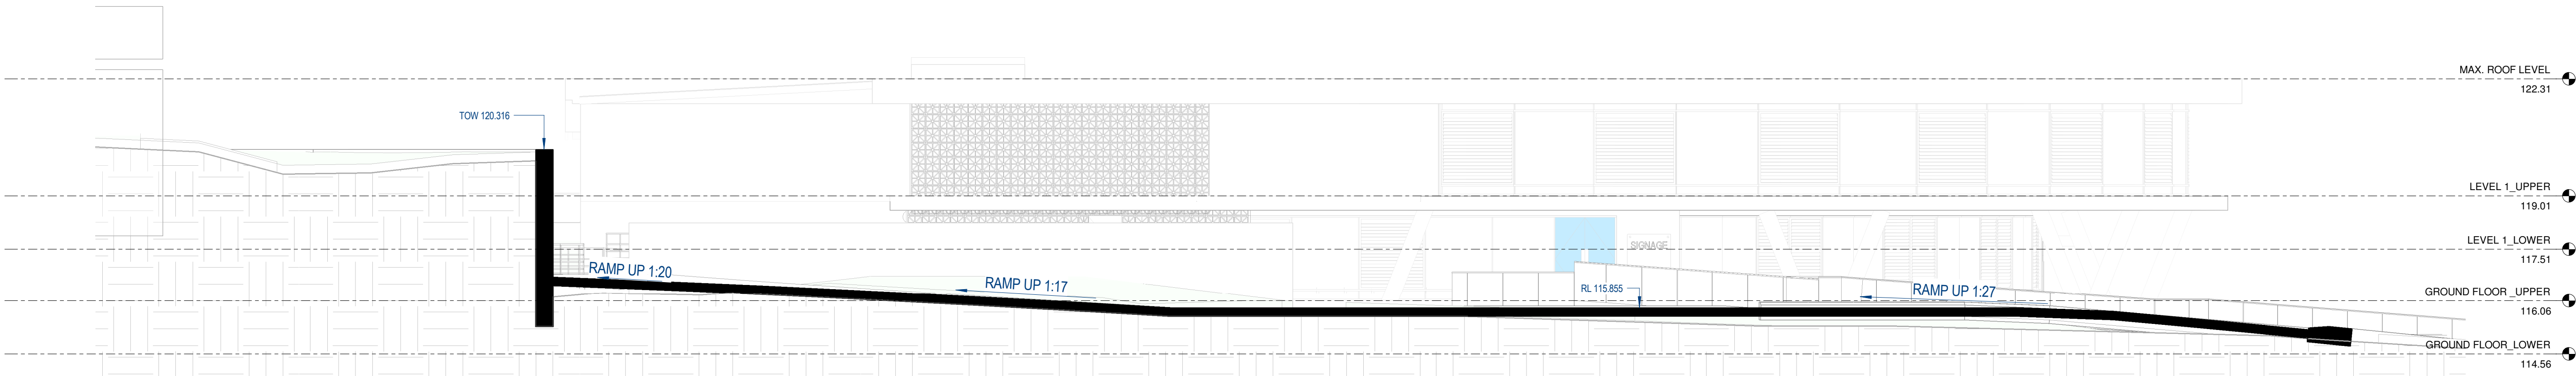 MAX. ROOF LEVEL
122.31
TOW 120.316
LEVEL 1_UPPER
119.01
SIGNAGE
LEVEL 1_LOWER
117.51
RAMP UP 1:20
RAMP UP 1:17
RL 115.855
RAMP UP 1:27
GROUND FLOOR _UPPER
116.06
GROUND FLOOR_LOWER
114.56